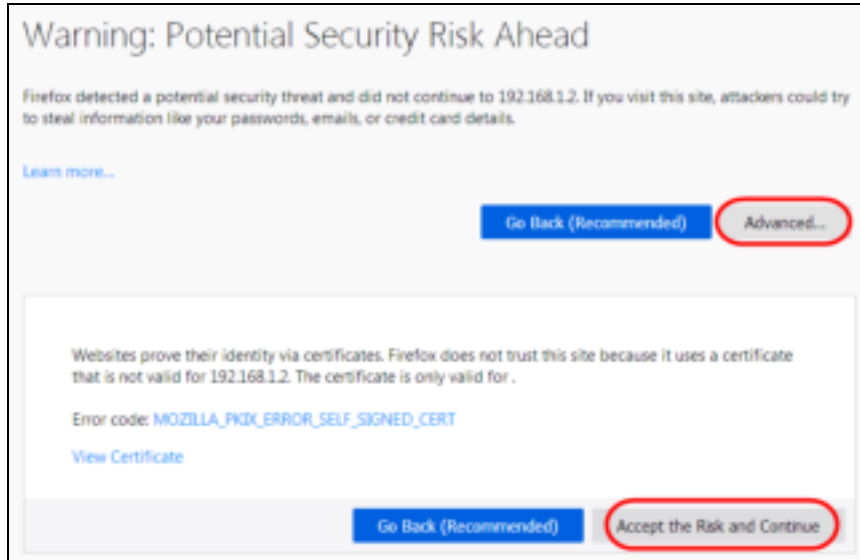 Warning: Potential Security Risk Ahead
Firefox detected a potential security threat and did not continue to 192.168.1.2. If you visit this site, attackers could try
to steal information like your passwords, emails, or credit card details.
Learn more...
Go Back (Recommended) Advanced...
Websites prove their identity via certificates. Firefox does not trust this site because it uses a certificate
that is not valid for 192.168.1.2. The certificate is only valid for .
Error code: MOZILLA_PKIX_ERROR_SELF_SIGNED_CERT
View Certificate
Go Back (Recommended) Accept the Risk and Continue